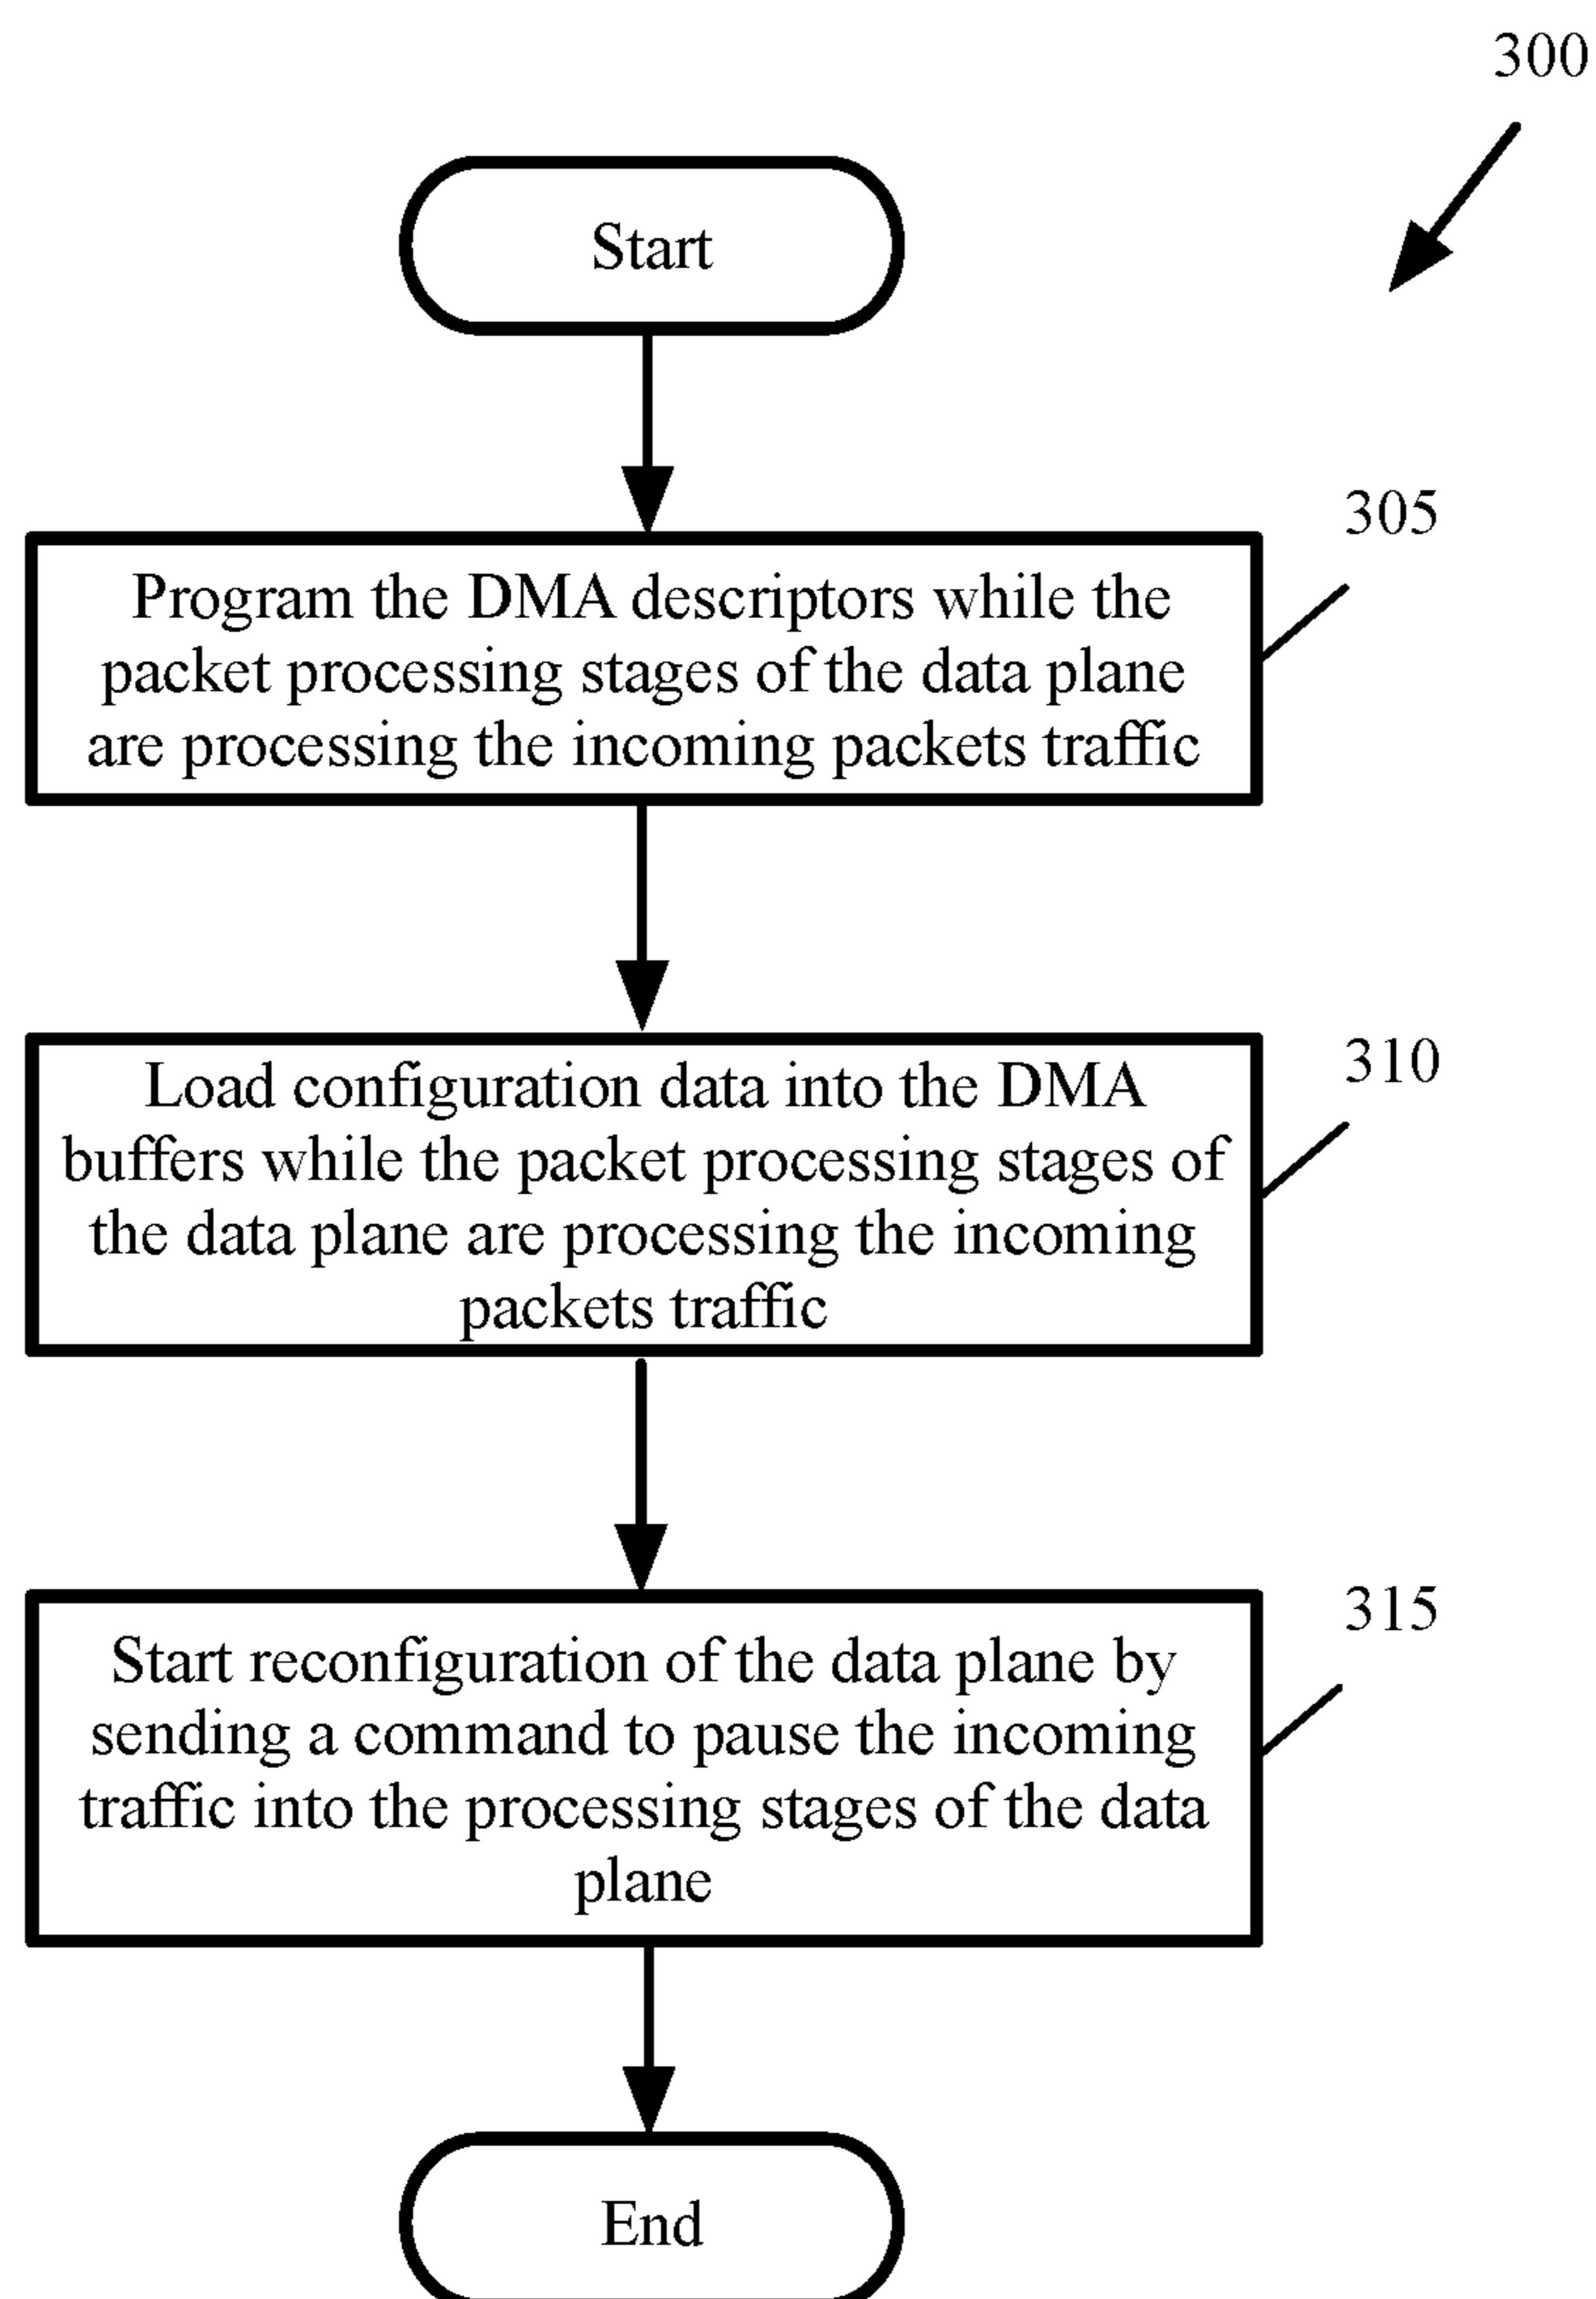 300
Start
305
Program the DMA descriptors while the
packet processing stages of the data plane
are processing the incoming packets traffic
310
Load configuration data into the DMA
buffers while the packet processing stages of
the data plane are processing the incoming
packets traffic
315
Start reconfiguration of the data plane by
sending a command to pause the incoming
traffic into the processing stages of the data
plane
End